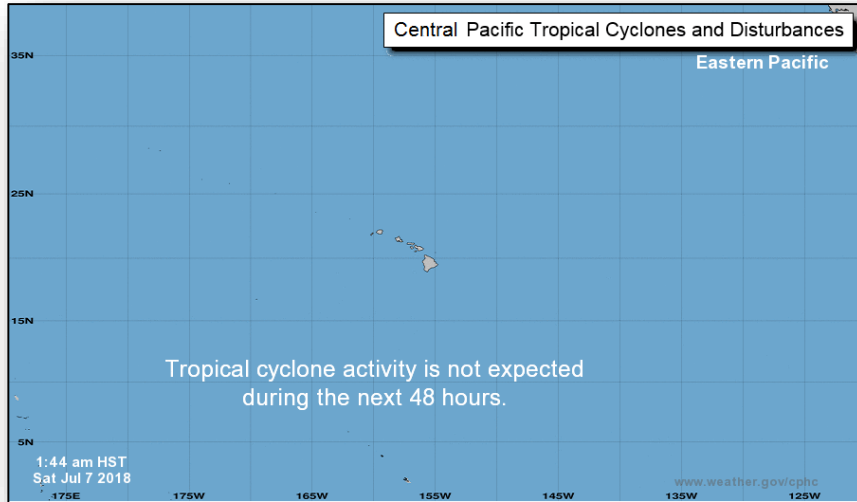 Central Pacific Tropical Cyclones and Disturbances
Eastern Pacific
35N
25N
15N
Tropical cyclone activity is not expected
during the next 48 hours.
5N
1:44 am HST
Sat Jul 7 2018
www.weather.gov/cphc
175E 175W 165W 155W 145W 135W 125W